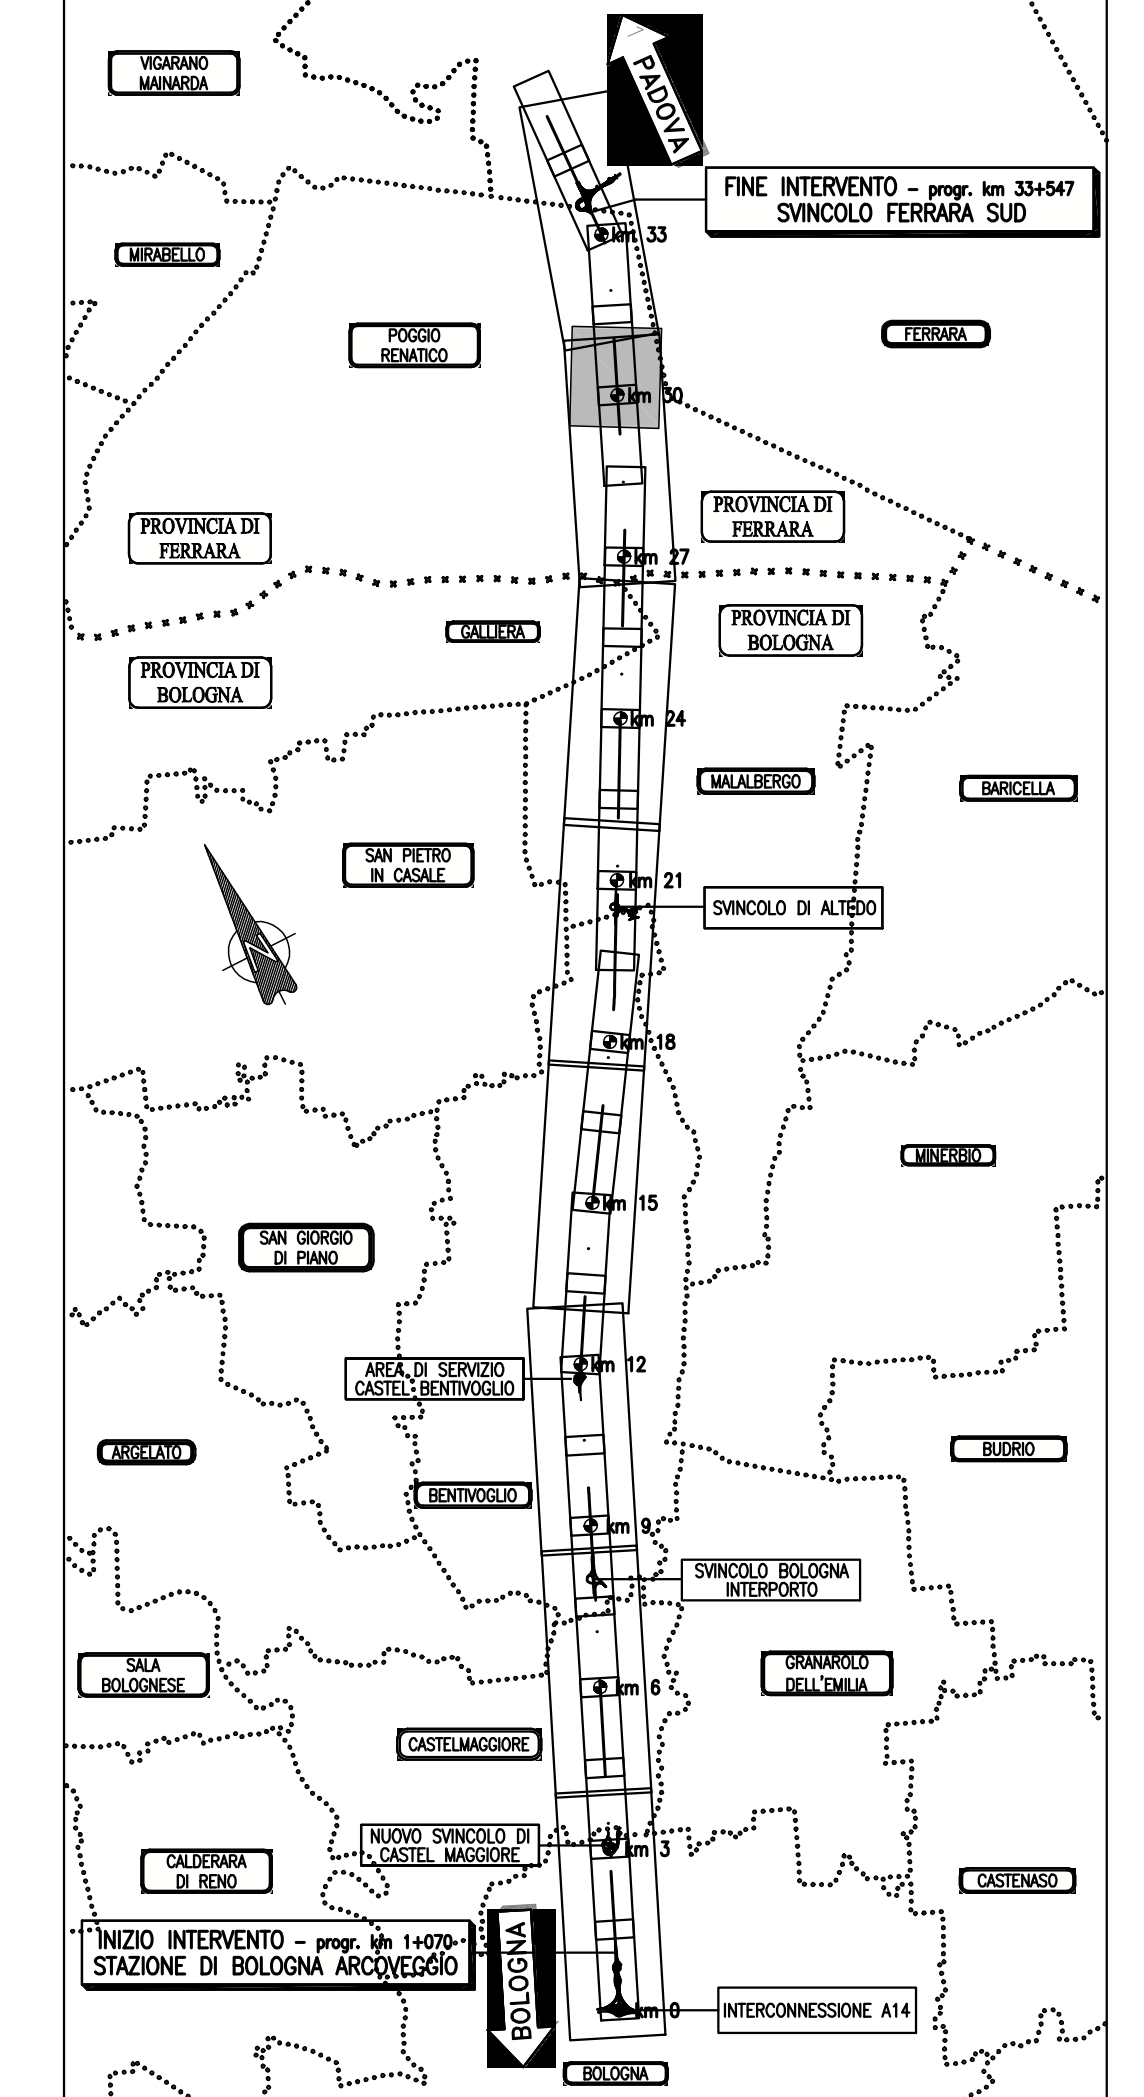 VIGARANO
MAINARDA
PADOVA
FINE INTERVENTO – progr. km 33+547
SVINCOLO FERRARA SUD
km 33
MIRABELLO
POGGIO
RENATICO
FERRARA
km 30
PROVINCIA DI
FERRARA
PROVINCIA DI
FERRARA
km 27
GALLIERA
PROVINCIA DI
BOLOGNA
PROVINCIA DI
BOLOGNA
km 24
MALALBERGO
BARICELLA
SAN PIETRO
IN CASALE
km 21
SVINCOLO DI ALTEDO
N
km 18
MINERBIO
km 15
SAN GIORGIO
DI PIANO
km 12
AREA DI SERVIZIO
CASTEL BENTIVOGLIO
ARGELATO
BUDRIO
BENTIVOGLIO
km 9
SVINCOLO BOLOGNA
INTERPORTO
SALA
BOLOGNESE
GRANAROLO
DELL'EMILIA
km 6
CASTELMAGGIORE
NUOVO SVINCOLO DI
CASTEL MAGGIORE
km 3
CALDERARA
DI RENO
CASTENASO
INIZIO INTERVENTO – progr. km 1+070
STAZIONE DI BOLOGNA ARCOVEGGIO
BOLOGNA
km 0
INTERCONNESSIONE A14
BOLOGNA